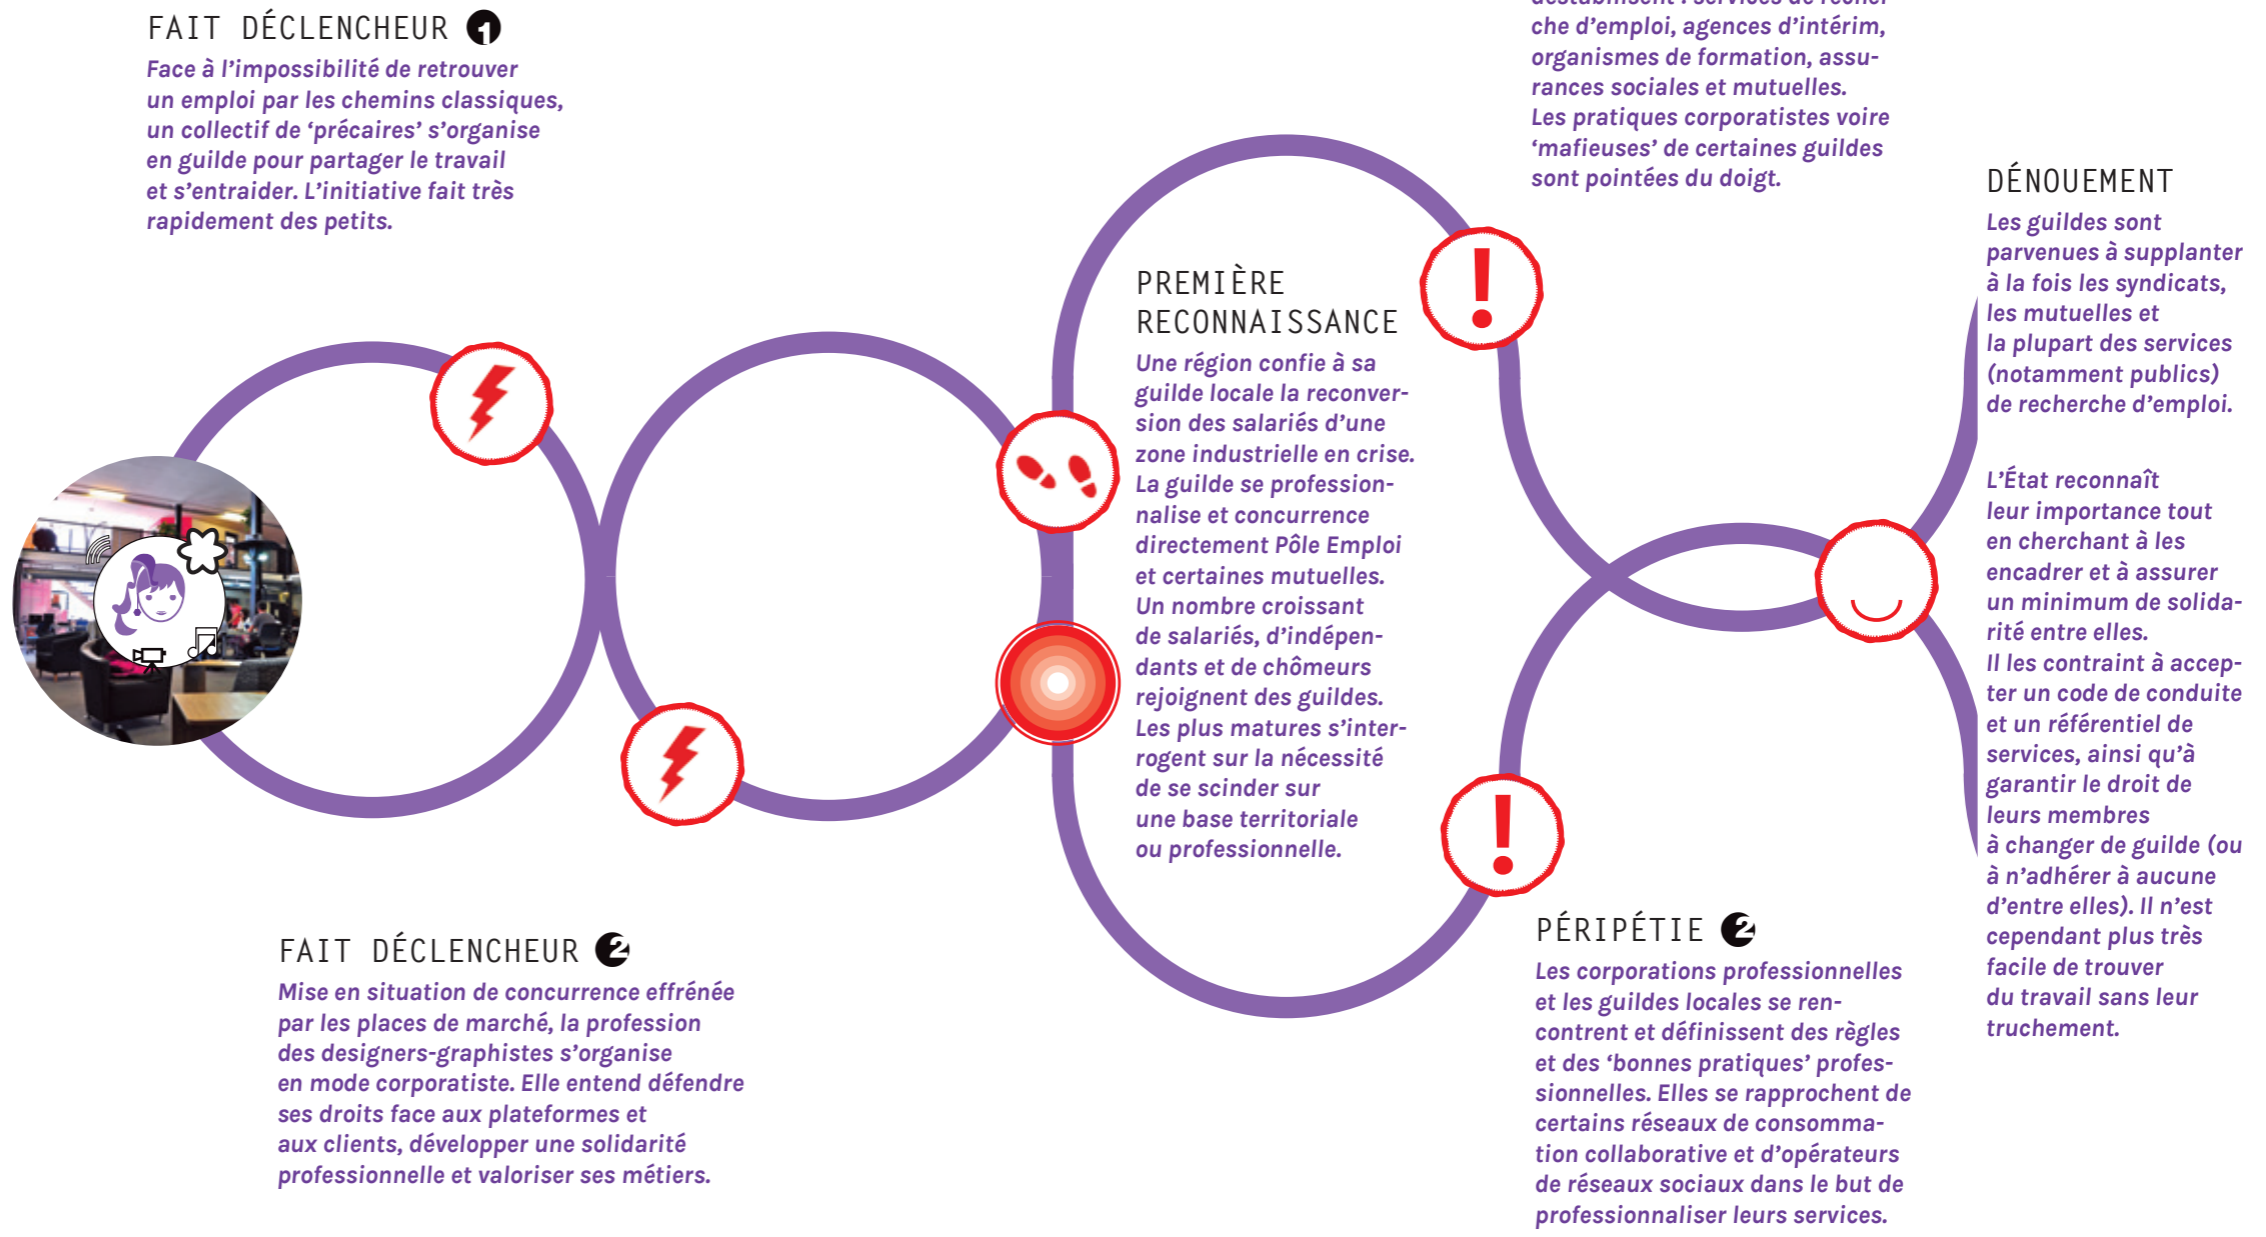 FAIT DÉCLENCHEUR 1
Face à l’impossibilité de retrouver
un emploi par les chemins classiques,
un collectif de ‘précaires’ s’organise
en guilde pour partager le travail
et s’entraider. L’initiative fait très
rapidement des petits.
FAIT DÉCLENCHEUR 2
Mise en situation de concurrence effrénée
par les places de marché, la profession
des designers-graphistes s’organise
en mode corporatiste. Elle entend défendre
ses droits face aux plateformes et
aux clients, développer une solidarité
professionnelle et valoriser ses métiers.
PREMIÈRE
RECONNAISSANCE
Une région confie à sa
guilde locale la reconver-
sion des salariés d’une
zone industrielle en crise.
La guilde se profession-
nalise et concurrence
directement Pôle Emploi
et certaines mutuelles.
Un nombre croissant
de salariés, d’indépen-
dants et de chômeurs
rejoignent des guildes.
Les plus matures s’inter-
rogent sur la nécessité
de se scinder sur
une base territoriale
ou professionnelle.
déstabilisent : services de recher-
che d’emploi, agences d’intérim,
organismes de formation, assu-
rances sociales et mutuelles.
Les pratiques corporatistes voire
‘mafieuses’ de certaines guildes
sont pointées du doigt.
PÉRIPÉTIE 2
Les corporations professionnelles
et les guildes locales se ren-
contrent et définissent des règles
et des ‘bonnes pratiques’ profes-
sionnelles. Elles se rapprochent de
certains réseaux de consomma-
tion collaborative et d’opérateurs
de réseaux sociaux dans le but de
professionnaliser leurs services.
DÉNOUEMENT
Les guildes sont
parvenues à supplanter
à la fois les syndicats,
les mutuelles et
la plupart des services
(notamment publics)
de recherche d’emploi.
L’État reconnaît
leur importance tout
en cherchant à les
encadrer et à assurer
un minimum de solida-
rité entre elles.
Il les contraint à accep-
ter un code de conduite
et un référentiel de
services, ainsi qu’à
garantir le droit de
leurs membres
à changer de guilde (ou
à n’adhérer à aucune
d’entre elles). Il n’est
cependant plus très
facile de trouver
du travail sans leur
truchement.